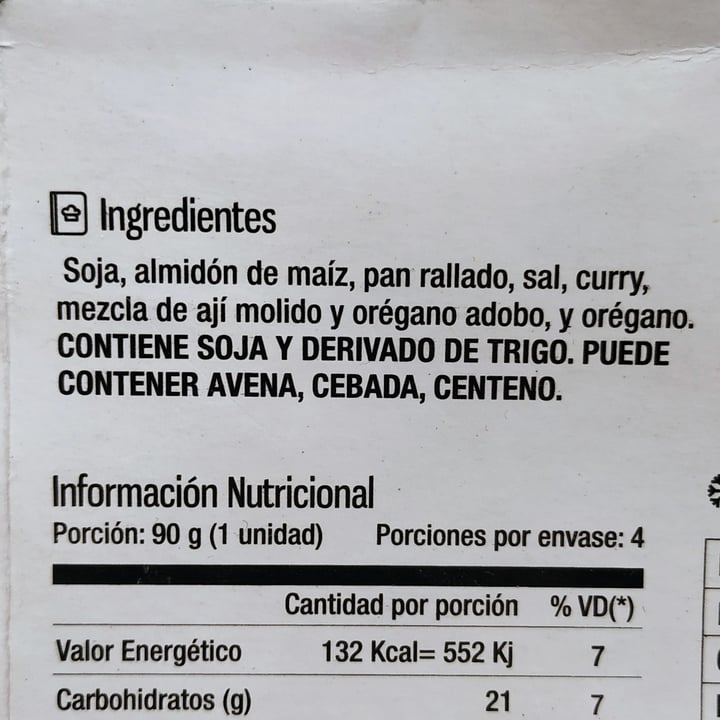 Ingredientes
Soja, almidón de maíz, pan rallado, sal, curry,
mezcla de ají molido y orégano adobo, y orégano.
CONTIENE SOJA Y DERIVADO DE TRIGO. PUEDE
CONTENER AVENA, CEBADA, CENTENO.
Información Nutricional
Porción: 90 g (1 unidad) Porciones por envase: 4
Cantidad por porción % VD(*)
Valor Energético 132 Kcal= 552 Kj 7
Carbohidratos (g) 21 7